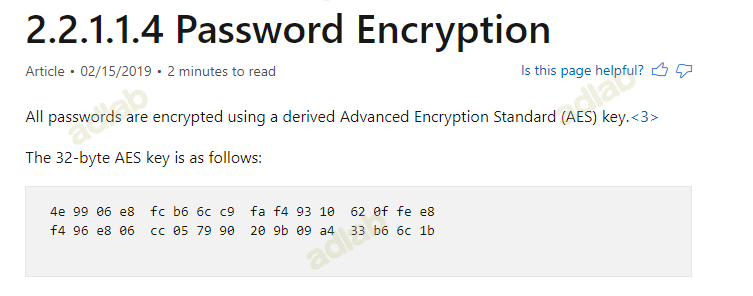 2.2.1.1.4 Password Encryption
Article • 02/15/2019 • 2 minutes to read
Is this page helpful?
All passwords are encrypted using a derived Advanced Encryption Standard (AES) key.<3>
The 32-byte AES key is as follows:
4e 99 06 e8 fc b6 6c c9 fa f4 93 10 62 0f fe e8
f4 96 e8 06 cc 05 79 90 20 9b 09 a4 33 b6 6c 1b
adlab
adlab
adlab